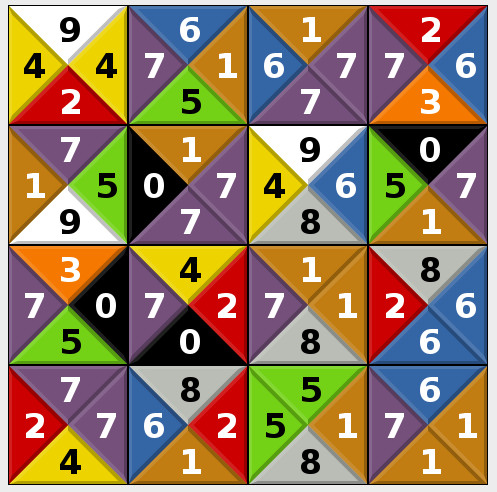 9 6 1 2
4 4 7 1 6 7 7 6
2 5 7 3
7 1 9 0
1 5 0 7 4 6 5 7
9 7 8 1
3 4 1 8
7 0 7 2 7 1 2 6
5 0 8 6
7 8 5 6
2 7 6 2 5 1 7 1
4 1 8 1